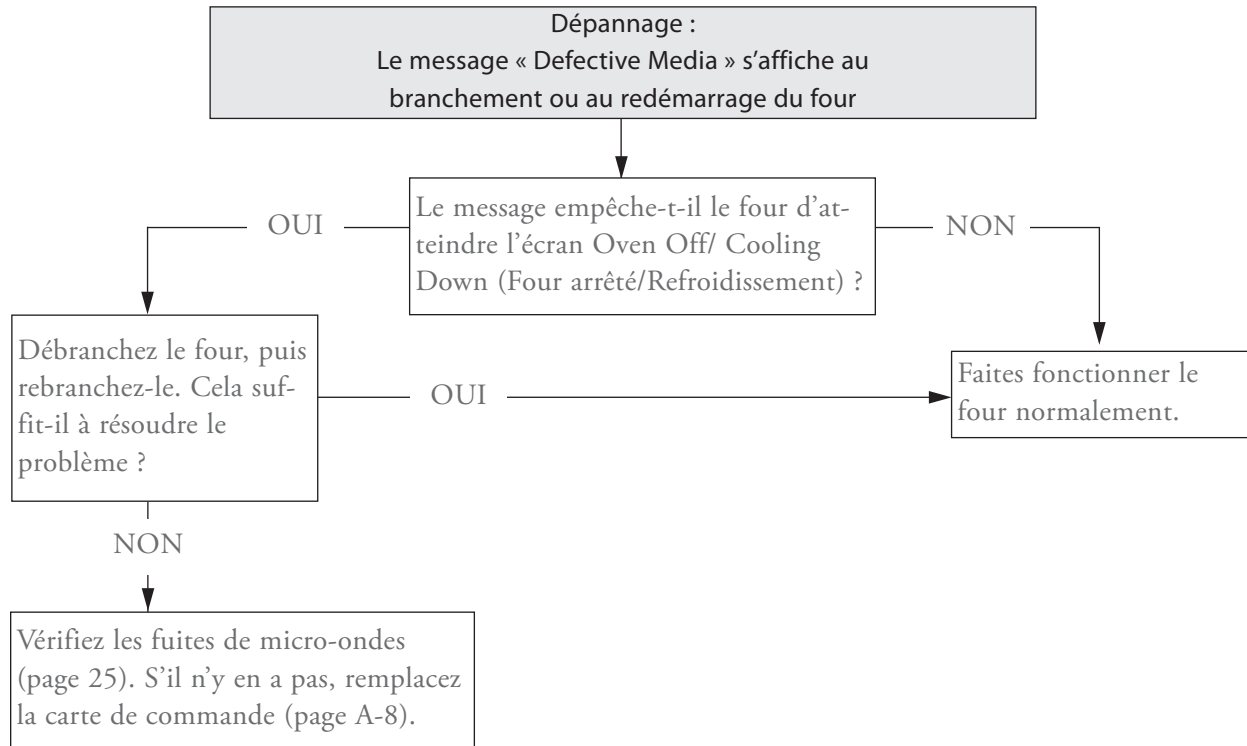 Dépannage :
Le message « Defective Media » s’affiche au
branchement ou au redémarrage du four
Le message empêche-t-il le four d’at-
teindre l’écran Oven Off/ Cooling
Down (Four arrêté/Refroidissement) ?
OUI
NON
Débranchez le four, puis
rebranchez-le. Cela suf-
fit-il à résoudre le
problème ?
OUI
Faites fonctionner le
four normalement.
NON
Vérifiez les fuites de micro-ondes
(page 25). S’il n’y en a pas, remplacez
la carte de commande (page A-8).